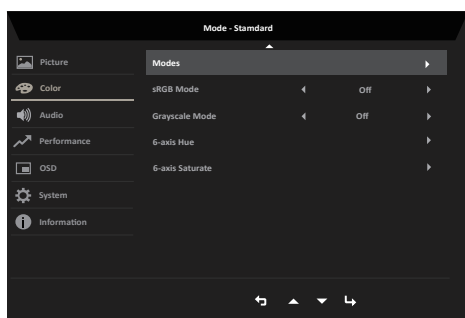 Mode - Stamdard
Picture
Color
Audio
Performance
OSD
System
Information
Modes
sRGB Mode Off
Grayscale Mode Off
6-axis Hue
6-axis Saturate